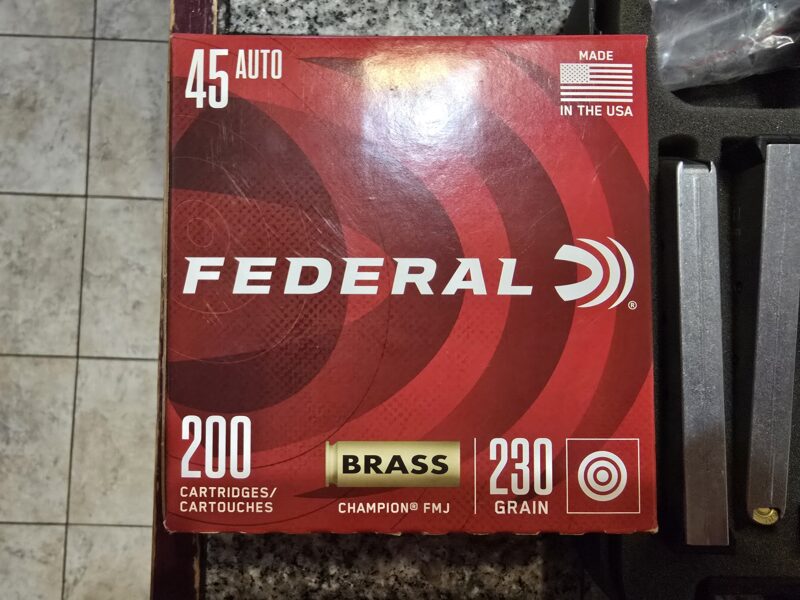 45 AUTO
MADE
IN THE USA
FEDERAL ®
200
CARTRIDGES/
CARTOUCHES
BRASS
CHAMPION® FMJ
230
GRAIN